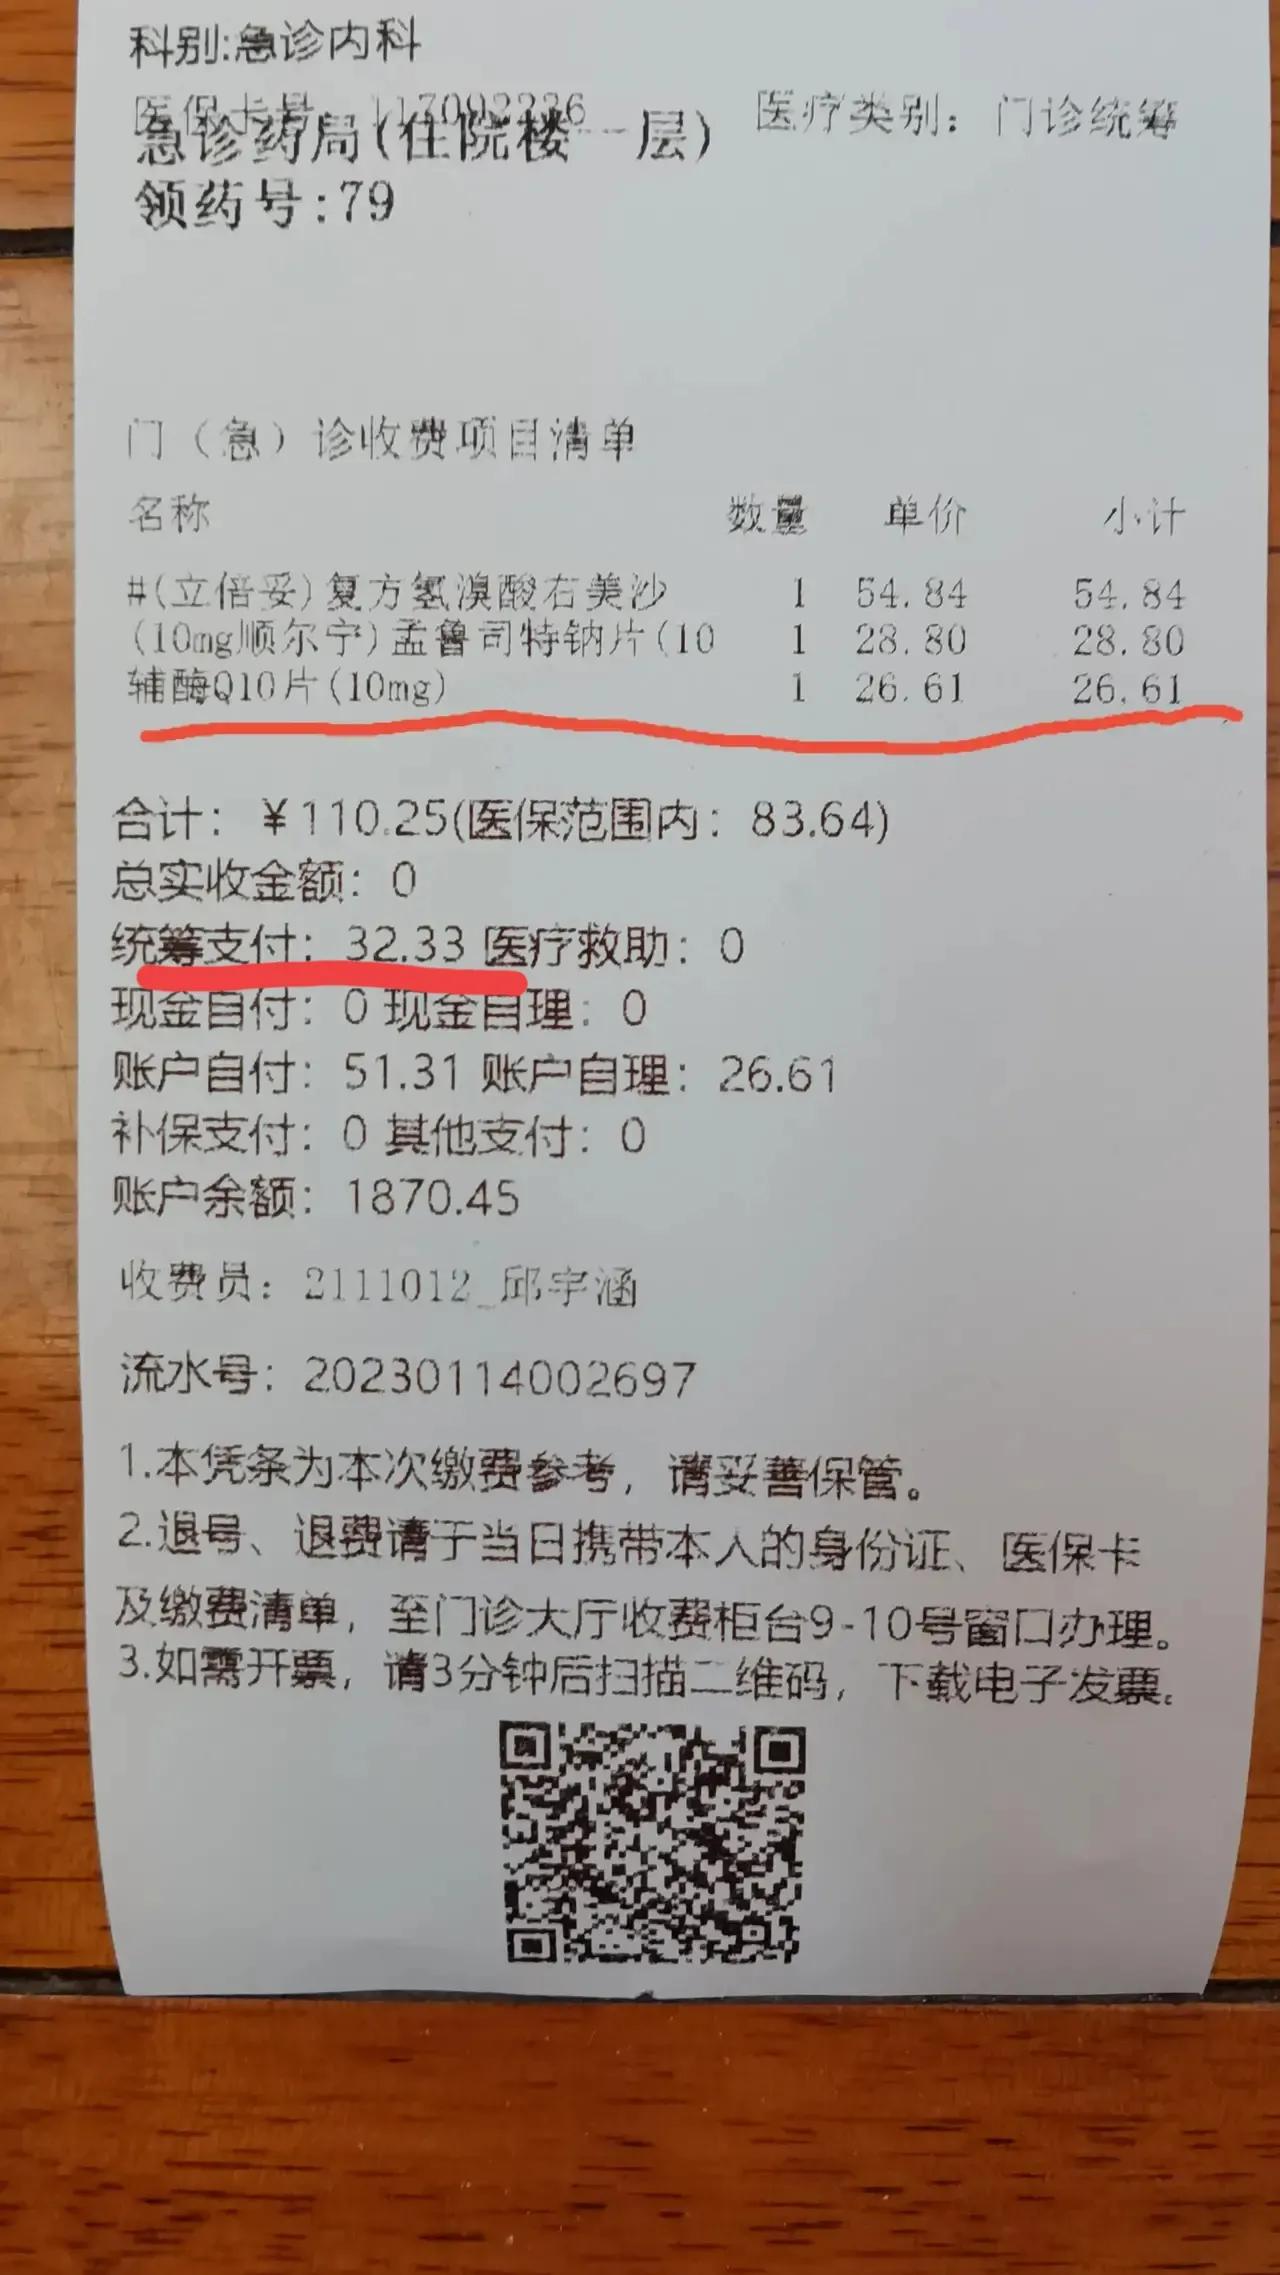 科别:急诊内科
医保卡号: 117092236 医疗类别: 门诊统筹
急诊药局(住院楼一层)
领药号:79
门（急）诊收费项目清单
名称 数量 单价 小计
#(立倍妥)复方氢溴酸右美沙 1 54.84 54.84
(10mg顺尔宁)孟鲁司特钠片(10 1 28.80 28.80
辅酶Q10片(10mg) 1 26.61 26.61
合计: ¥110.25(医保范围内: 83.64)
总实收金额: 0
统筹支付: 32.33 医疗救助: 0
现金自付: 0 现金自理: 0
账户自付: 51.31 账户自理: 26.61
补保支付: 0 其他支付: 0
账户余额: 1870.45
收费员: 2111012_邱宇涵
流水号: 20230114002697
1.本凭条为本次缴费参考, 请妥善保管。
2.退号、退费请于当日携带本人的身份证、医保卡
及缴费清单, 至门诊大厅收费柜台9-10号窗口办理。
3.如需开票, 请3分钟后扫描二维码, 下载电子发票。